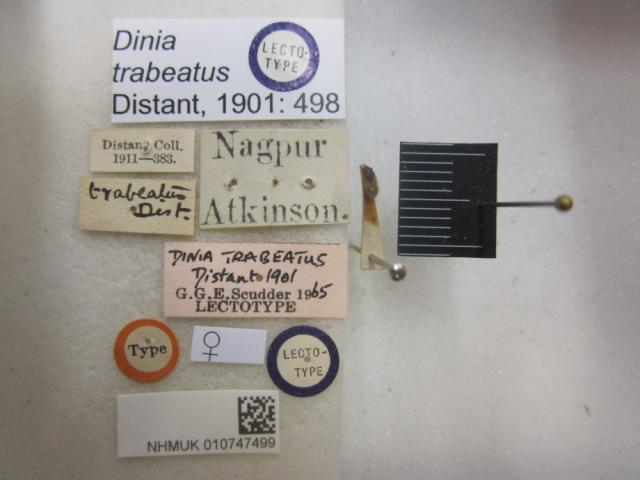 Dinia
trabeatus
Distant, 1901: 498
LECTO-
TYPE
Distant Coll.
1911—383.
Nagpur
Atkinson.
trabeatus
Dist.
DINIA TRABEATUS
Distant 1901
G.G.E. Scudder 1965
LECTOTYPE
Type
♀
LECTO-
TYPE
NHMUK 010747499